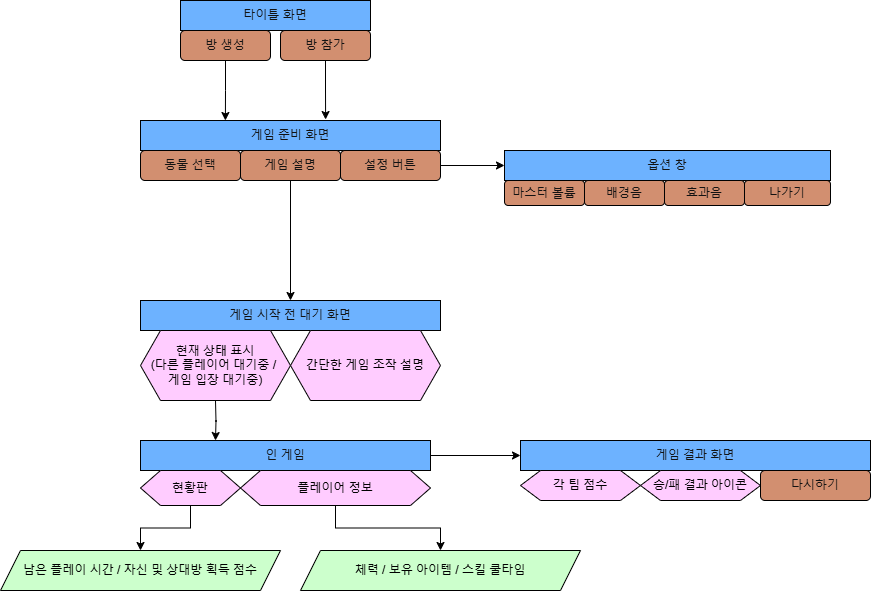 타이틀 화면
방 생성
방 참가
게임 준비 화면
동물 선택
게임 설명
설정 버튼
옵션 창
마스터 볼륨
배경음
효과음
나가기
게임 시작 전 대기 화면
현재 상태 표시
(다른 플레이어 대기중 /
게임 입장 대기중)
간단한 게임 조작 설명
인 게임
현황판
플레이어 정보
게임 결과 화면
각 팀 점수
승/패 결과 아이콘
다시하기
남은 플레이 시간 / 자신 및 상대방 획득 점수
체력 / 보유 아이템 / 스킬 쿨타임